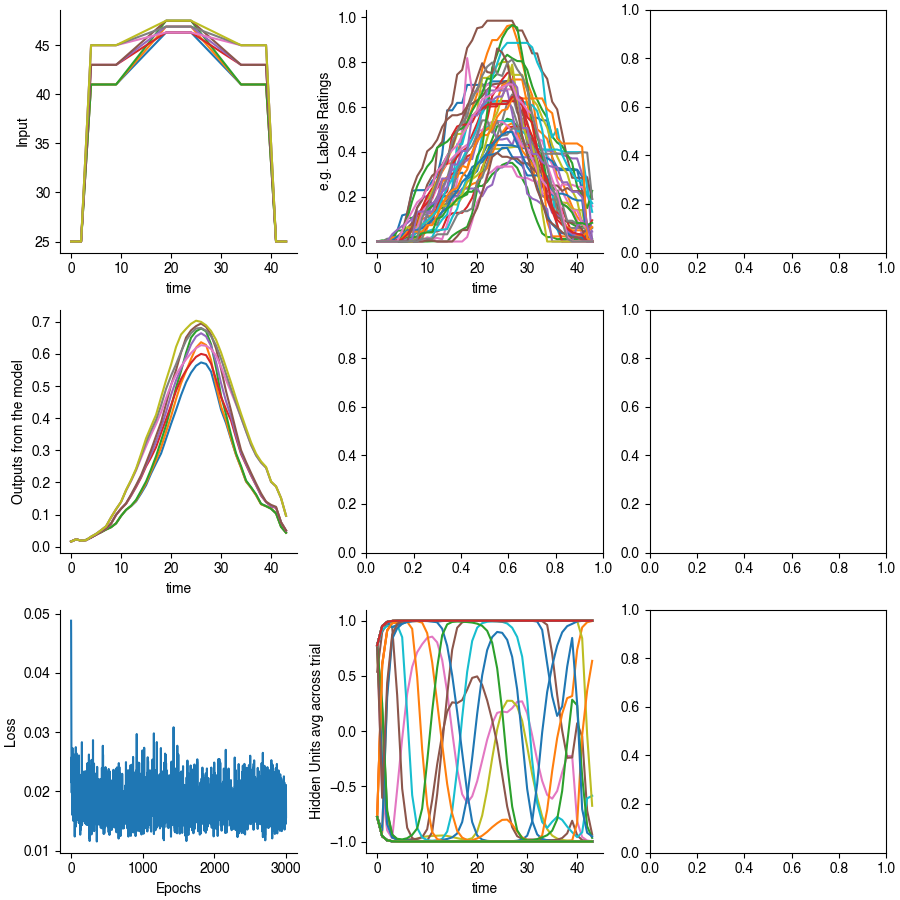 45
40
35
30
25
Input
0 10 20 30 40
time
1.0
0.8
0.6
0.4
0.2
0.0
e.g. Labels Ratings
0 10 20 30 40
time
1.0
0.8
0.6
0.4
0.2
0.0
0.0 0.2 0.4 0.6 0.8 1.0
0.7
0.6
0.5
0.4
0.3
0.2
0.1
0.0
Outputs from the model
0 10 20 30 40
time
1.0
0.8
0.6
0.4
0.2
0.0
0.0 0.2 0.4 0.6 0.8 1.0
1.0
0.8
0.6
0.4
0.2
0.0
0.0 0.2 0.4 0.6 0.8 1.0
0.05
0.04
0.03
0.02
0.01
Loss
0 1000 2000 3000
Epochs
1.0
0.5
0.0
−0.5
−1.0
Hidden Units avg across trial
0 10 20 30 40
time
1.0
0.8
0.6
0.4
0.2
0.0
0.0 0.2 0.4 0.6 0.8 1.0